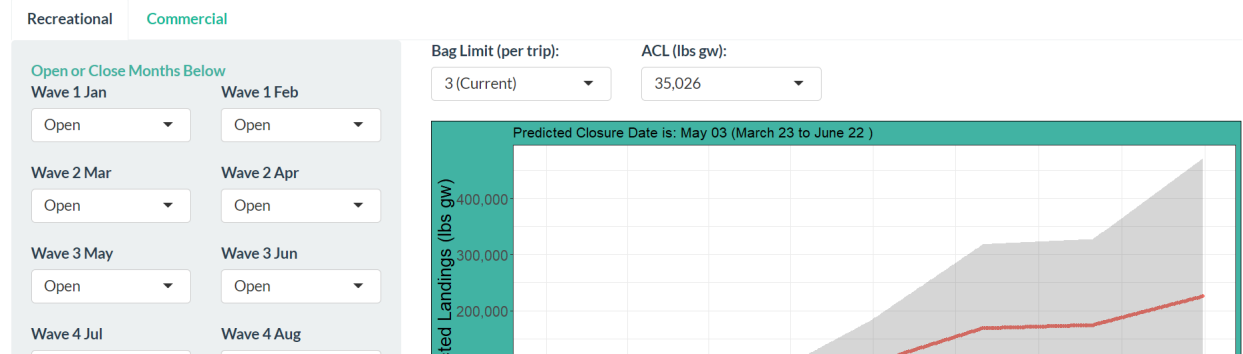 Recreational Commercial
Open or Close Months Below
Wave 1 Jan Wave 1 Feb
Open Open
Wave 2 Mar Wave 2 Apr
Open Open
Wave 3 May Wave 3 Jun
Open Open
Wave 4 Jul Wave 4 Aug
Bag Limit (per trip): ACL (lbs gw):
3 (Current) 35,026
Predicted Closure Date is: May 03 (March 23 to June 22 )
Landings (lbs gw)
400,000
300,000
200,000